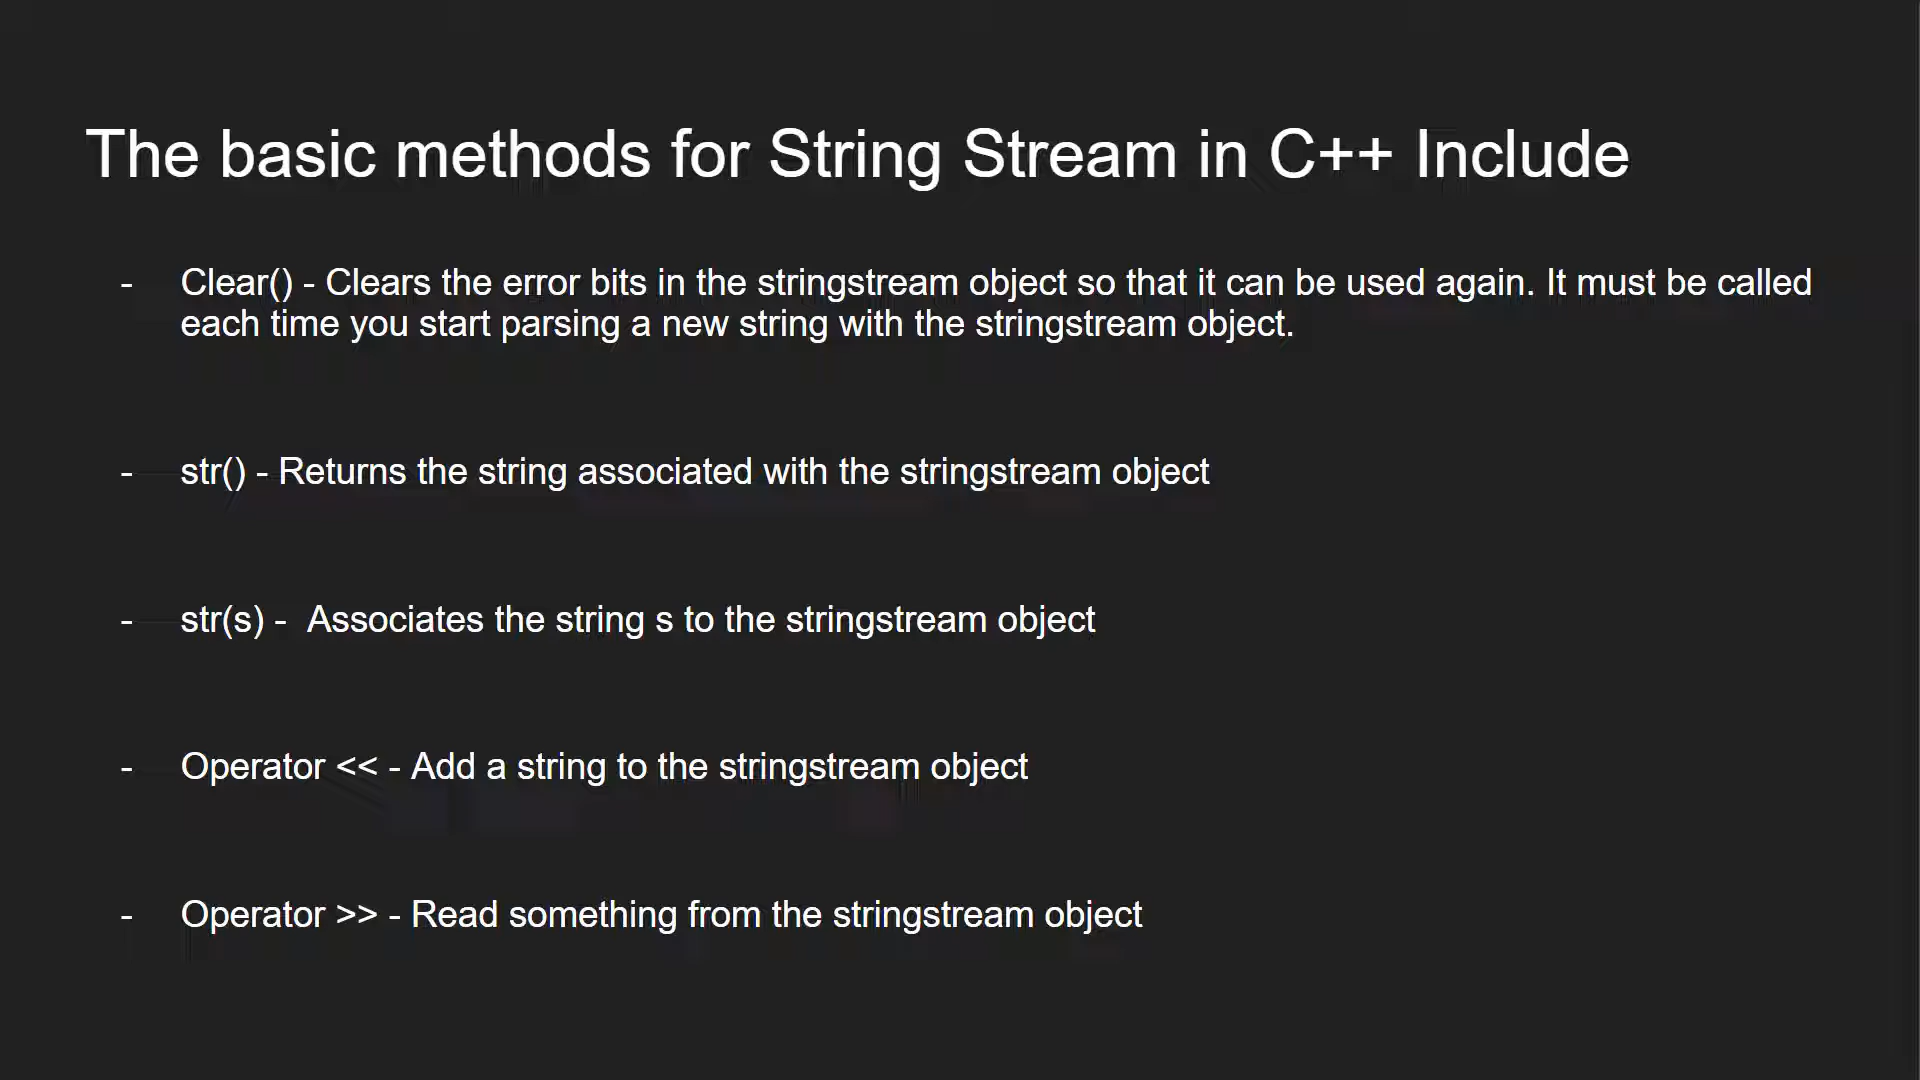 The basic methods for String Stream in C++ Include
- Clear() - Clears the error bits in the stringstream object so that it can be used again. It must be called
each time you start parsing a new string with the stringstream object.
- str() - Returns the string associated with the stringstream object
- str(s) -  Associates the string s to the stringstream object
- Operator << - Add a string to the stringstream object
- Operator >> - Read something from the stringstream object